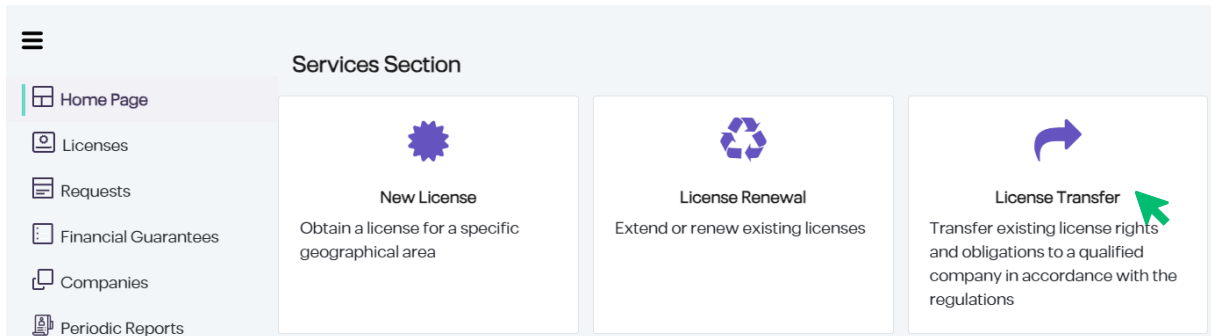 Services Section
Home Page
Licenses
Requests
Financial Guarantees
Companies
Periodic Reports
New License
Obtain a license for a specific
geographical area
License Renewal
Extend or renew existing licenses
License Transfer
Transfer existing license rights
and obligations to a qualified
company in accordance with the
regulations